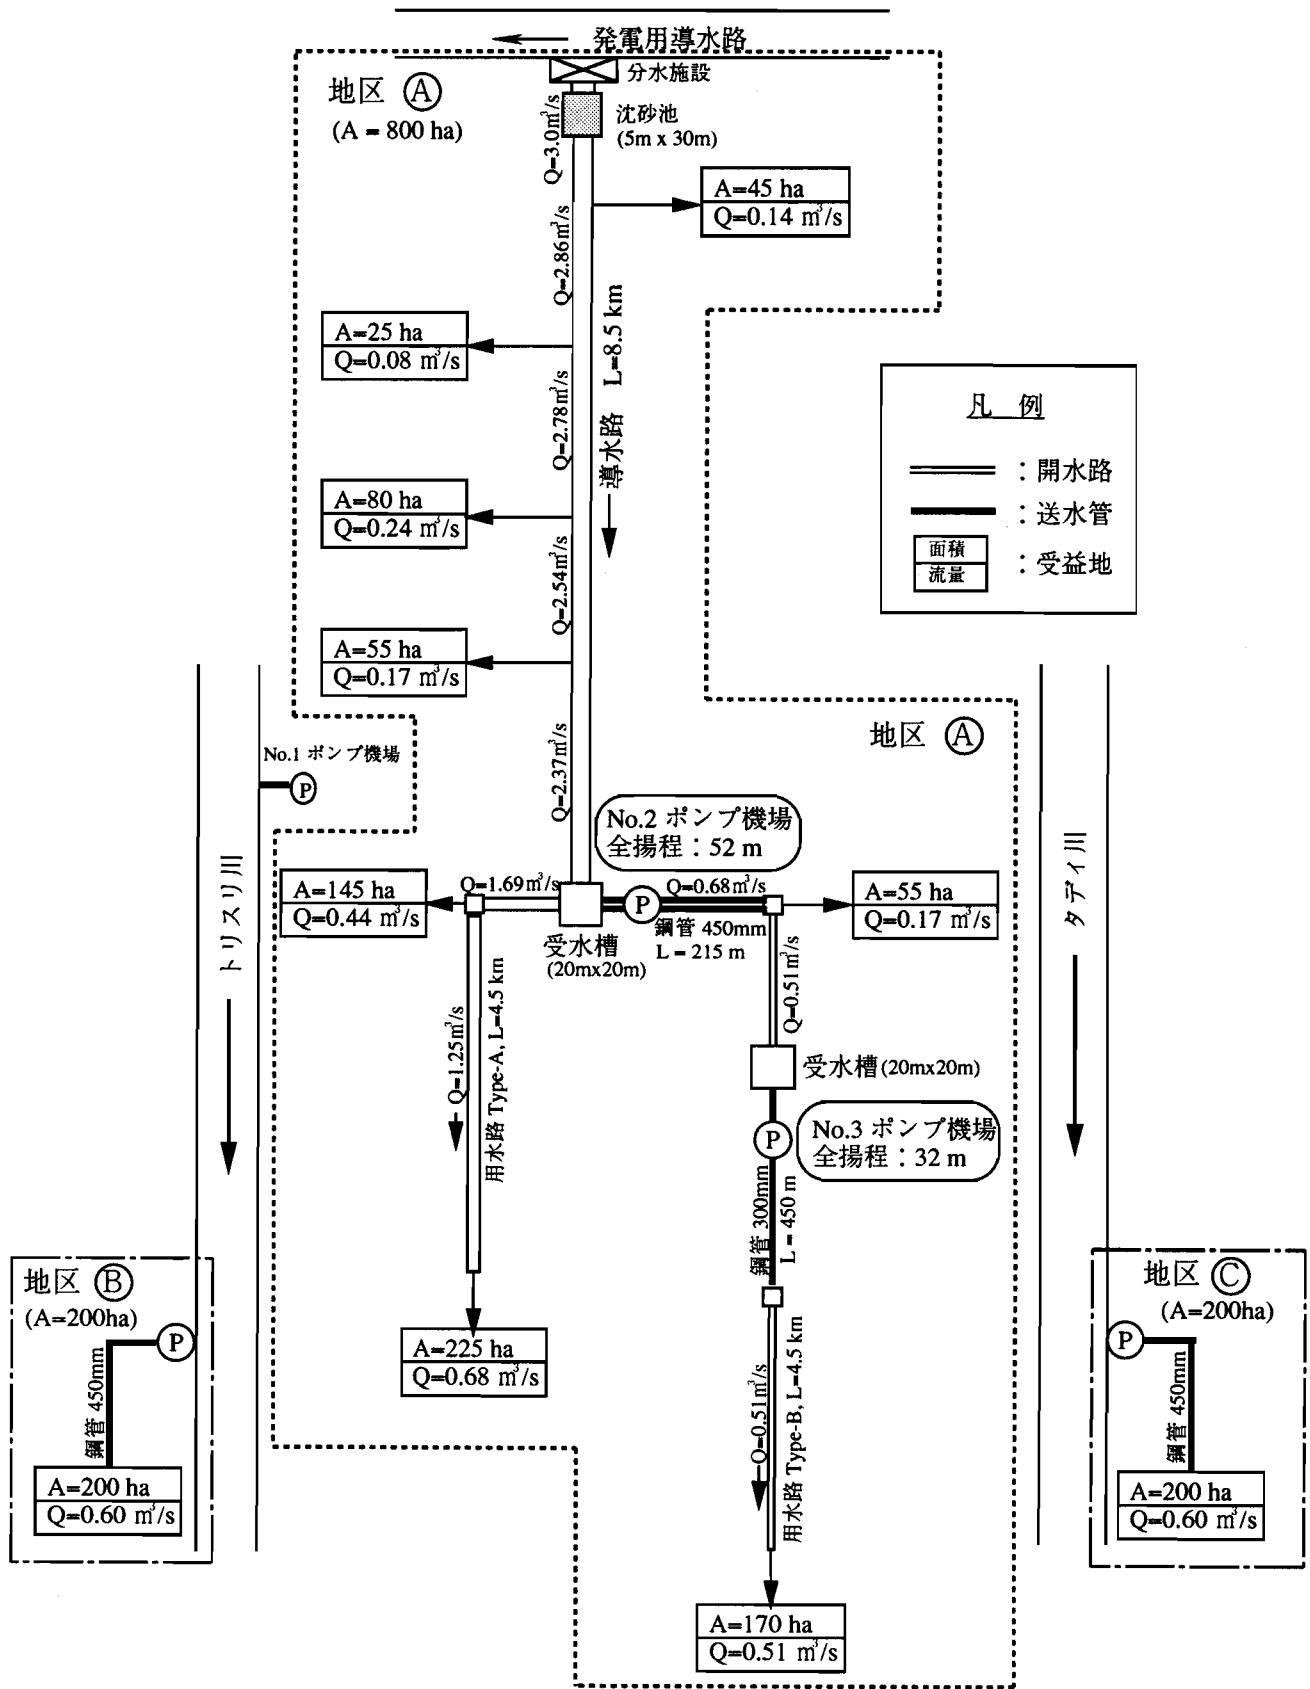 発電用導水路
分水施設
地区 Ⓐ
(A = 800 ha)
沈砂池
(5m x 30m)
Q=3.0㎥/s
A=45 ha
Q=0.14 ㎥/s
Q=2.86㎥/s
A=25 ha
Q=0.08 ㎥/s
導水路 L=8.5 km
Q=2.78㎥/s
凡 例
：開水路
：送水管
面積
流量
：受益地
A=80 ha
Q=0.24 ㎥/s
Q=2.54㎥/s
A=55 ha
Q=0.17 ㎥/s
Q=2.37㎥/s
地区 Ⓐ
No.1 ポンプ機場
P
No.2 ポンプ機場
全揚程：52 m
トリスリ川
タディ川
A=145 ha
Q=0.44 ㎥/s
Q=1.69㎥/s
P
Q=0.68㎥/s
鋼管 450mm
L = 215 m
A=55 ha
Q=0.17 ㎥/s
受水槽
(20mx20m)
Q=0.51㎥/s
Q=1.25㎥/s
用水路 Type-A, L=4.5 km
受水槽 (20mx20m)
P
No.3 ポンプ機場
全揚程：32 m
鋼管 300mm
L = 450 m
地区 Ⓑ
(A=200ha)
P
鋼管 450mm
A=200 ha
Q=0.60 ㎥/s
A=225 ha
Q=0.68 ㎥/s
Q=0.51㎥/s
用水路 Type-B, L=4.5 km
地区 Ⓒ
(A=200ha)
P
鋼管 450mm
A=200 ha
Q=0.60 ㎥/s
A=170 ha
Q=0.51 ㎥/s